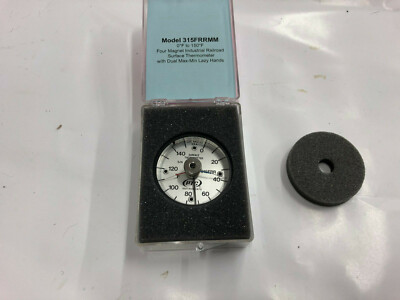 Model 315FRRMM
0°F to 160°F
Four Magnet Industrial Railroad
Surface Thermometer
with Dual Max-Min Lazy Hands
140
0
120
20
100
40
80
60
PTC